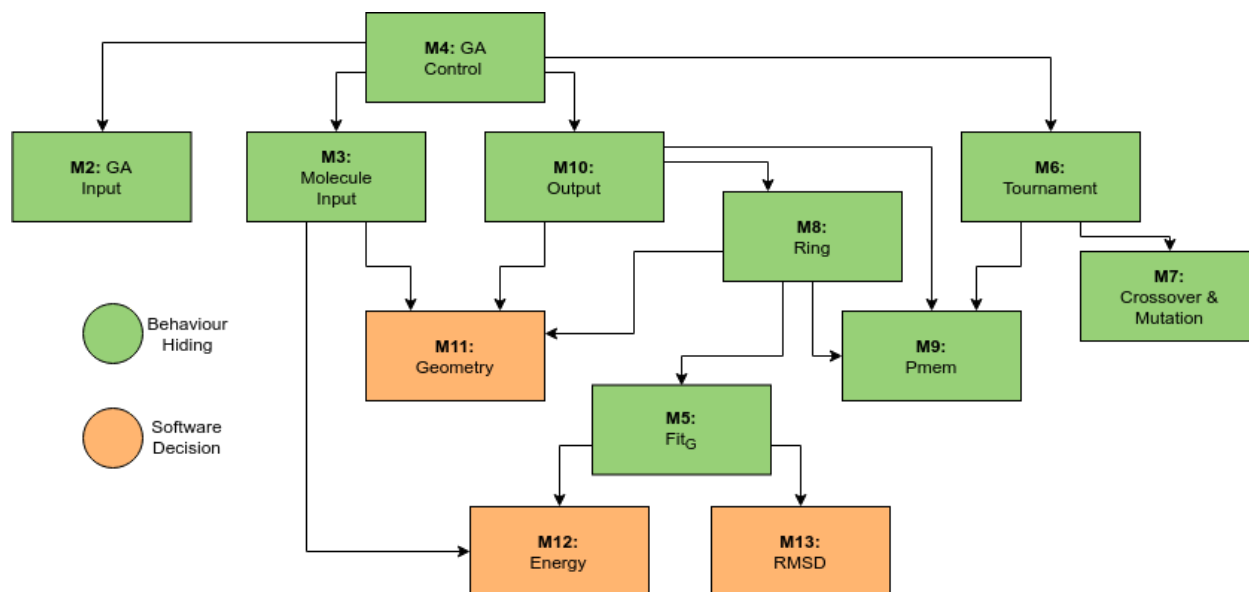 M4: GA
Control
M2: GA
Input
M3:
Molecule
Input
M10:
Output
M6:
Tournament
M8:
Ring
M7:
Crossover &
Mutation
Behaviour
Hiding
M11:
Geometry
M9:
Pmem
M5:
FitG
Software
Decision
M12:
Energy
M13:
RMSD